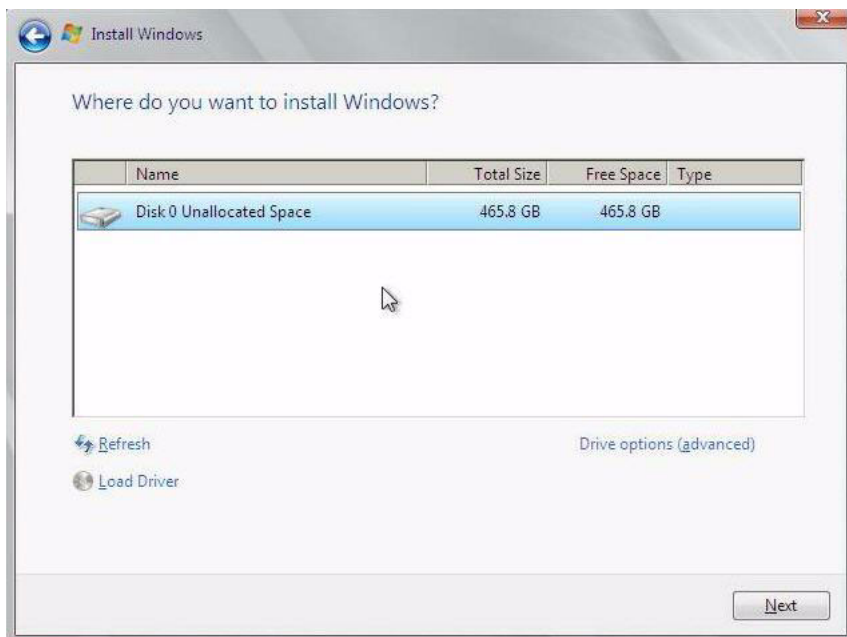 Install Windows
Where do you want to install Windows?
Name Total Size Free Space Type
Disk 0 Unallocated Space 465.8 GB 465.8 GB
Refresh Drive options (advanced)
Load Driver
Next